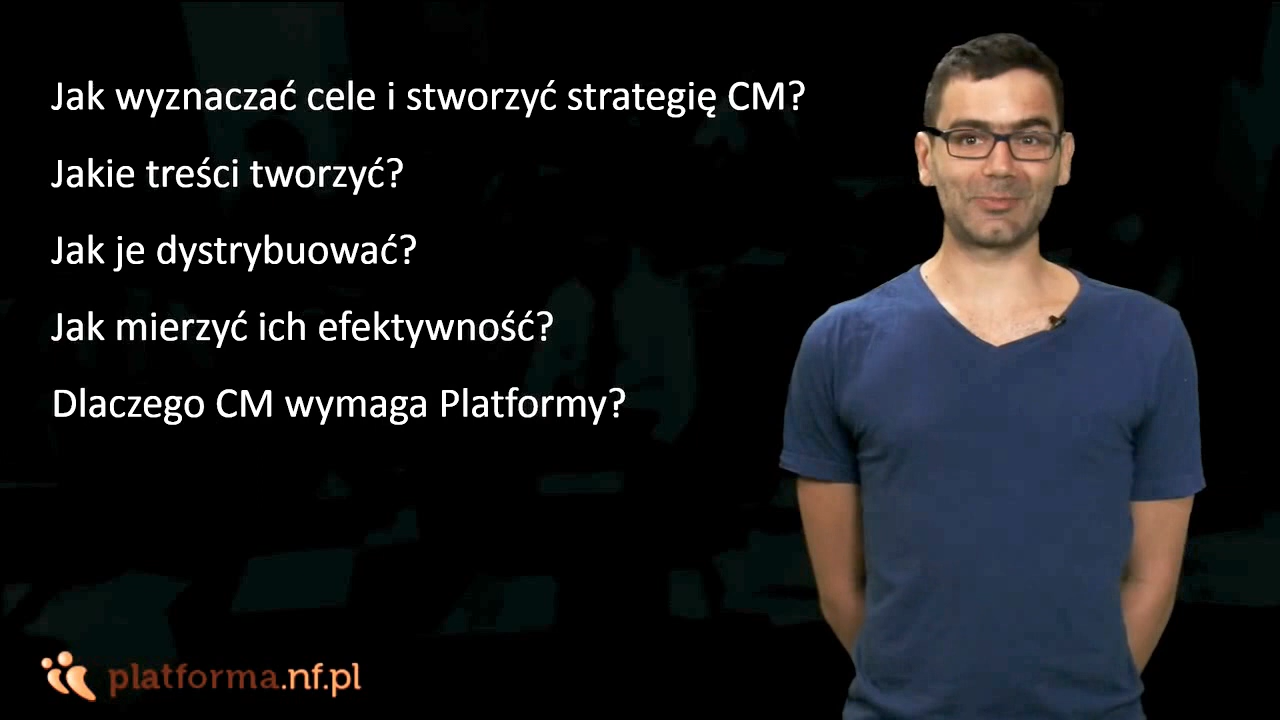 Jak wyznaczać cele i stworzyć strategię CM?
Jakie treści tworzyć?
Jak je dystrybuować?
Jak mierzyć ich efektywność?
Dlaczego CM wymaga Platformy?
platforma.nf.pl